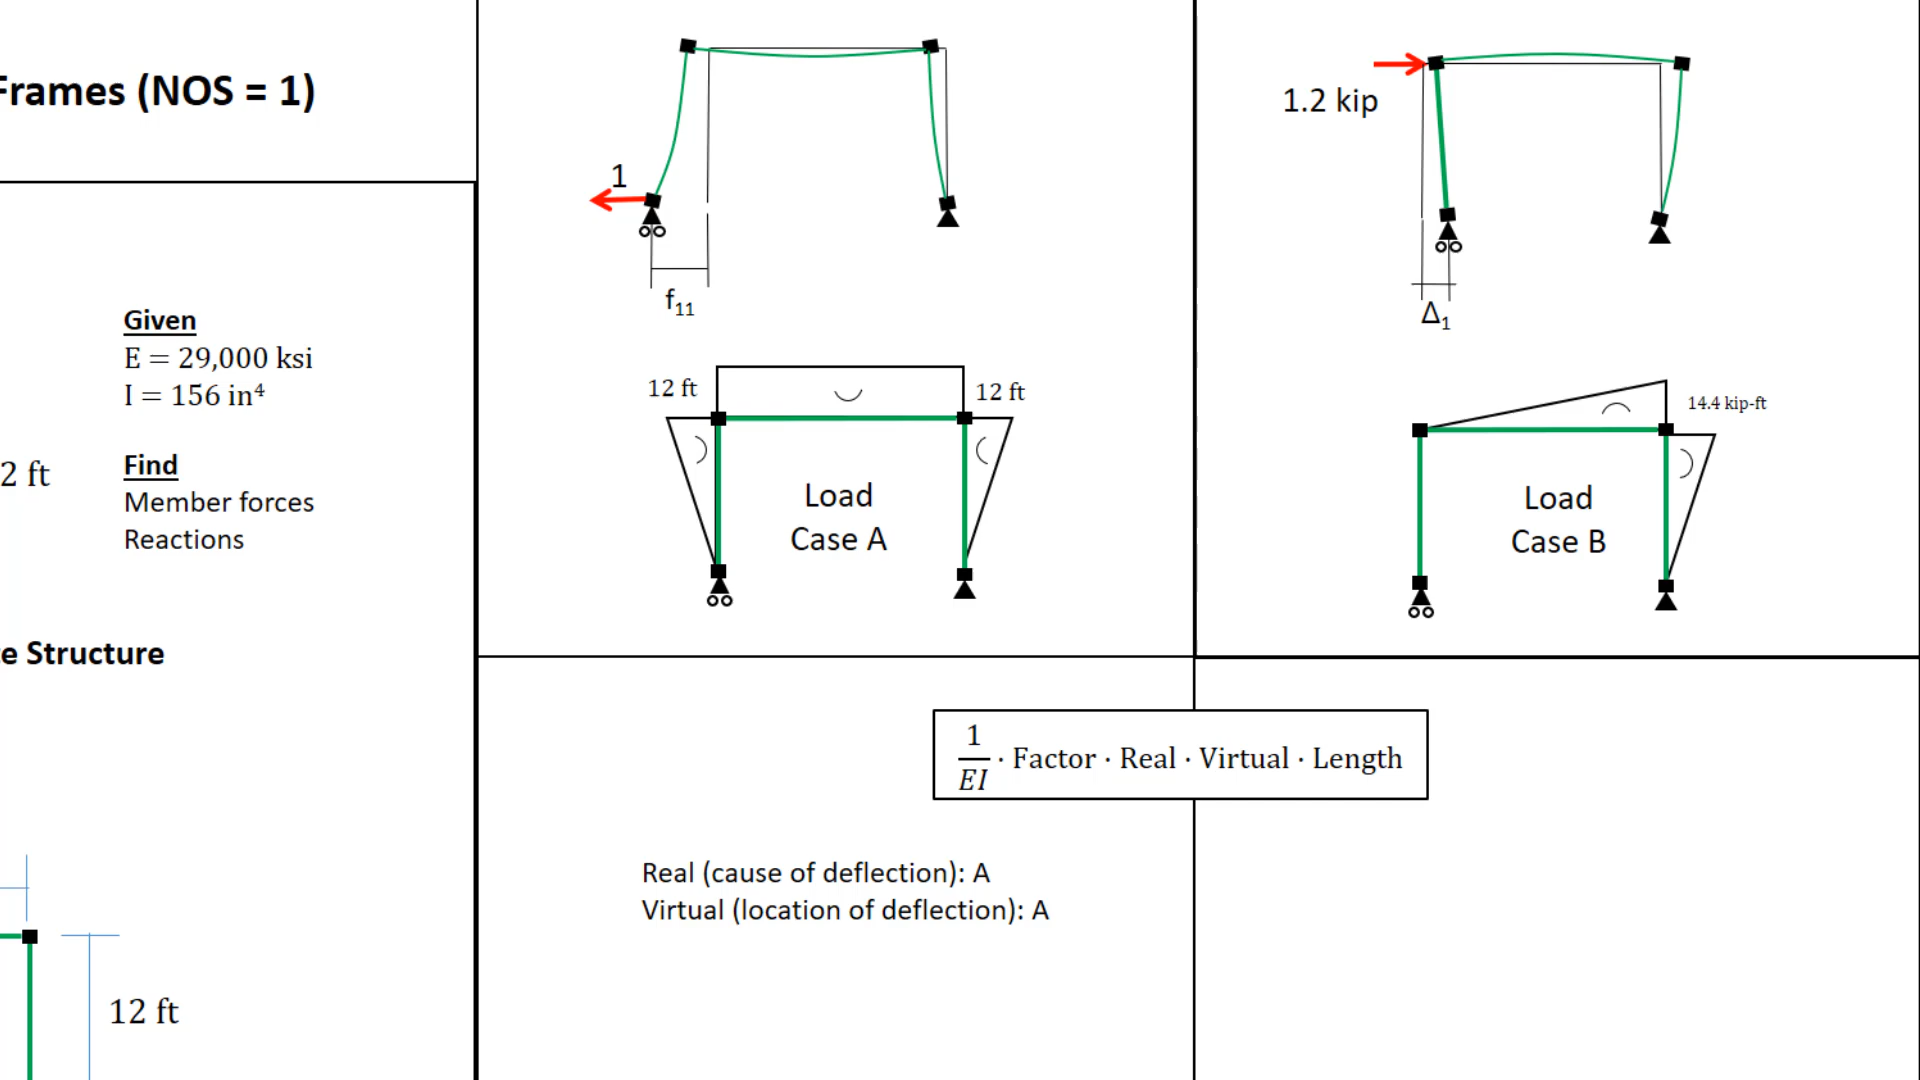 Frames (NOS = 1)
Given
E = 29,000 ksi
I = 156 in⁴
Find
Member forces
Reactions
2 ft
e Structure
12 ft
1
f₁₁
12 ft
12 ft
Load
Case A
1.2 kip
Δ₁
14.4 kip-ft
Load
Case B
1/EI · Factor · Real · Virtual · Length
Real (cause of deflection): A
Virtual (location of deflection): A